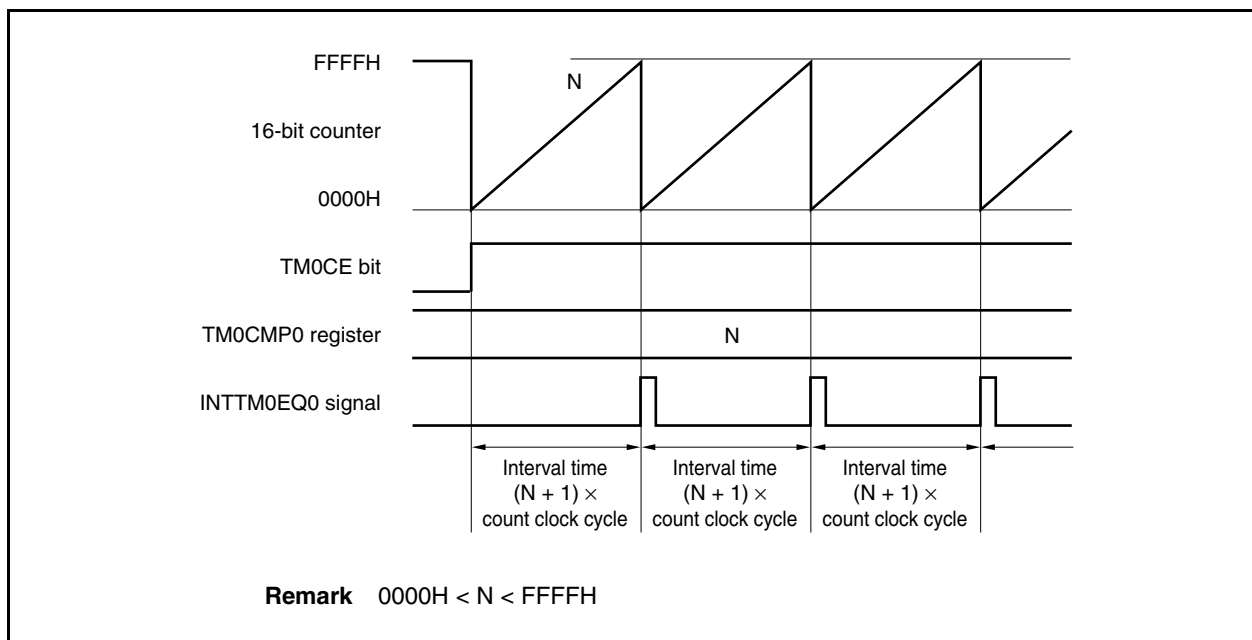 FFFFH
N
16-bit counter
0000H
TM0CE bit
TM0CMP0 register
N
INTTM0EQ0 signal
Interval time
(N + 1) ×
count clock cycle
Interval time
(N + 1) ×
count clock cycle
Interval time
(N + 1) ×
count clock cycle
Remark 0000H < N < FFFFH